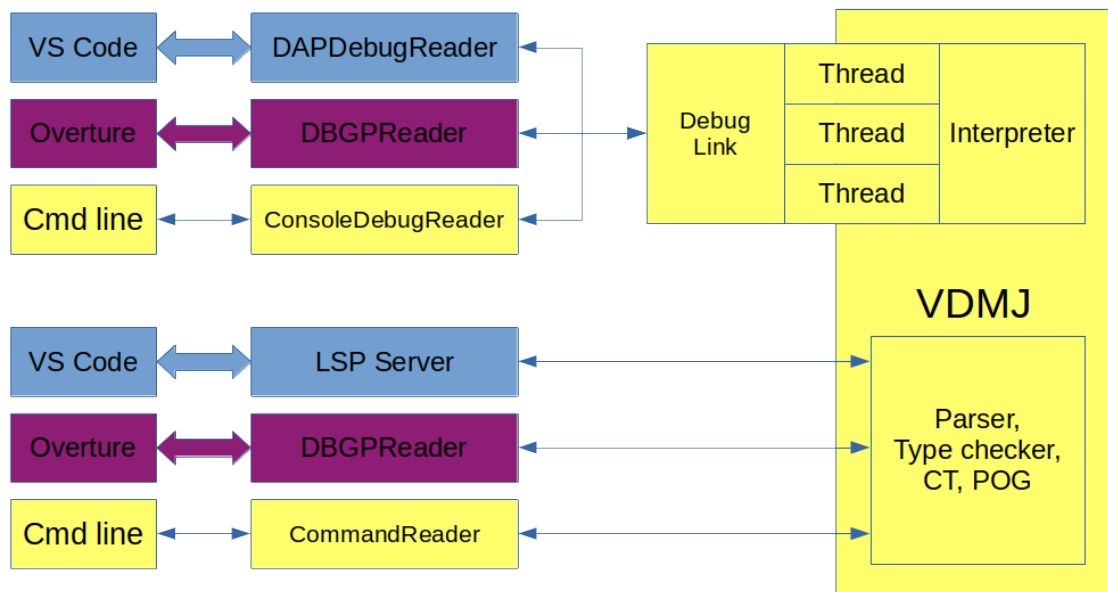 VS Code
DAPDebugReader
Overture
DBGPReader
Cmd line
ConsoleDebugReader
Debug
Link
Thread
Thread
Thread
Interpreter
VDMJ
VS Code
LSP Server
Overture
DBGPReader
Cmd line
CommandReader
Parser,
Type checker,
CT, POG